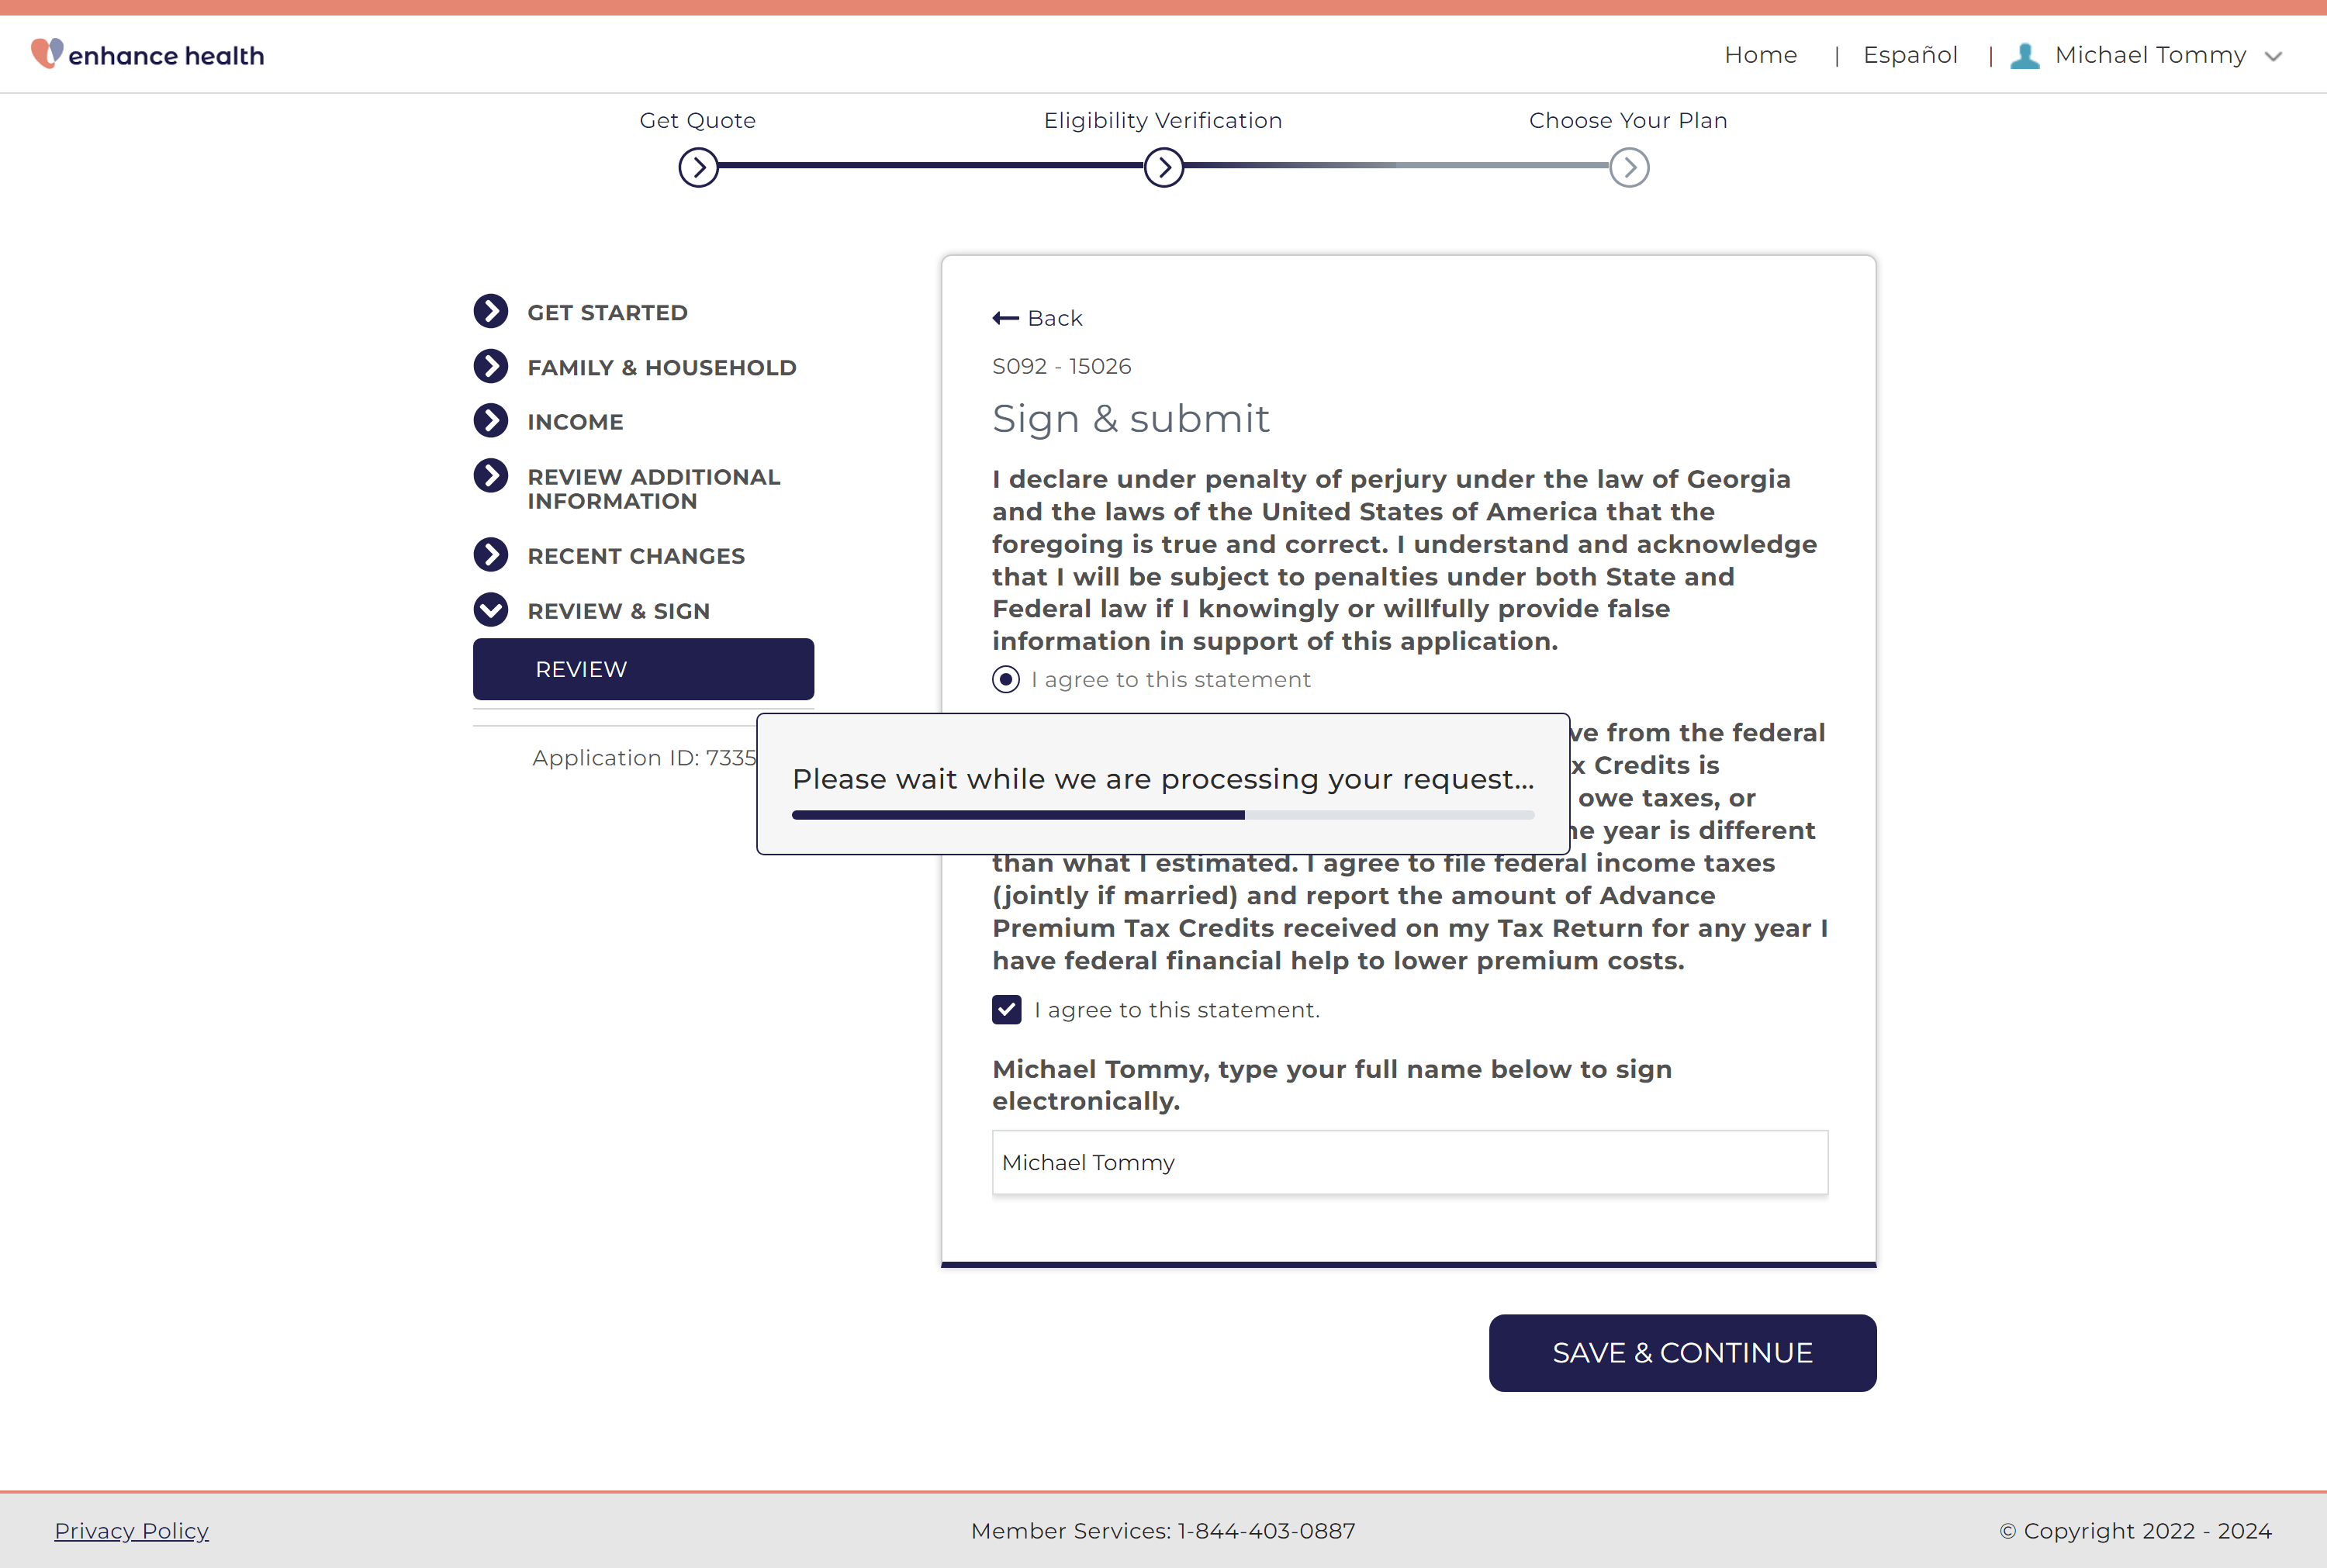 enhance health
Home | Español | Michael Tommy
Get Quote
Eligibility Verification
Choose Your Plan
GET STARTED
FAMILY & HOUSEHOLD
INCOME
REVIEW ADDITIONAL
INFORMATION
RECENT CHANGES
REVIEW & SIGN
REVIEW
Application ID: 7335
Back
S092 - 15026
Sign & submit
I declare under penalty of perjury under the law of Georgia
and the laws of the United States of America that the
foregoing is true and correct. I understand and acknowledge
that I will be subject to penalties under both State and
Federal law if I knowingly or willfully provide false
information in support of this application.
I agree to this statement
from the federal
Credits is
owe taxes, or
year is different
Please wait while we are processing your request...
than what I estimated. I agree to file federal income taxes
(jointly if married) and report the amount of Advance
Premium Tax Credits received on my Tax Return for any year I
have federal financial help to lower premium costs.
I agree to this statement.
Michael Tommy, type your full name below to sign
electronically.
Michael Tommy
SAVE & CONTINUE
Privacy Policy
Member Services: 1-844-403-0887
© Copyright 2022 - 2024